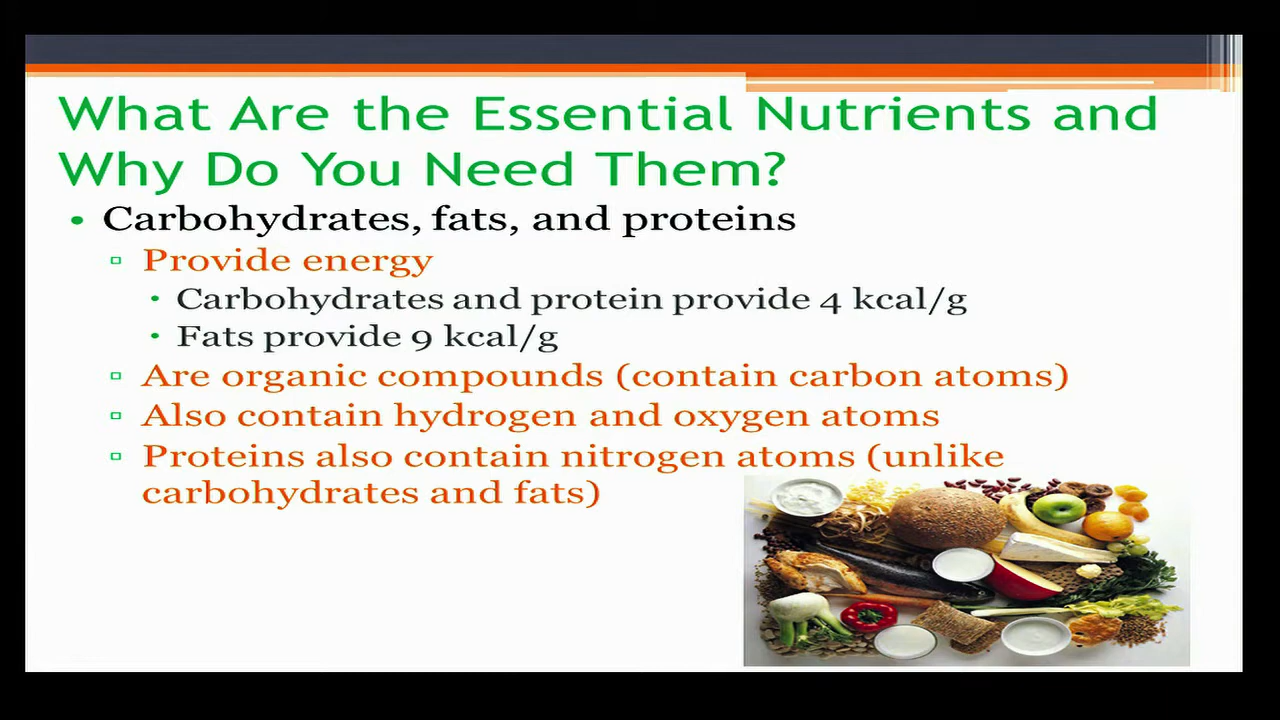 What Are the Essential Nutrients and
Why Do You Need Them?
• Carbohydrates, fats, and proteins
▫ Provide energy
• Carbohydrates and protein provide 4 kcal/g
• Fats provide 9 kcal/g
▫ Are organic compounds (contain carbon atoms)
▫ Also contain hydrogen and oxygen atoms
▫ Proteins also contain nitrogen atoms (unlike
carbohydrates and fats)